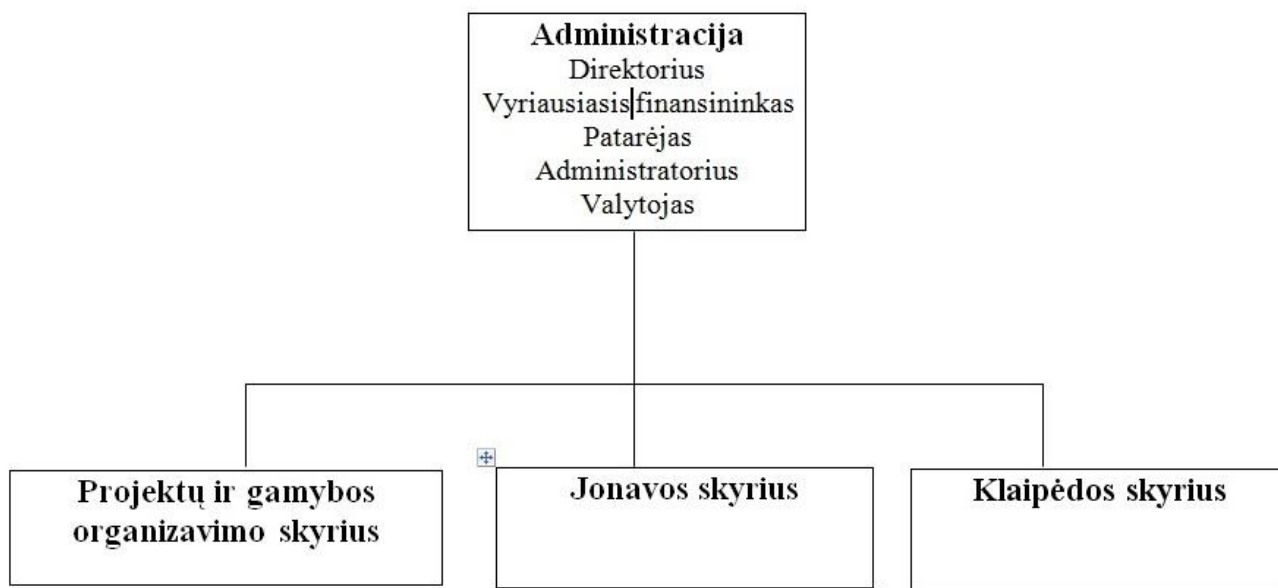 Administracija
Direktorius
Vyriausiasis finansininkas
Patarėjas
Administratorius
Valytojas
Projektų ir gamybos
organizavimo skyrius
Jonavos skyrius
Klaipėdos skyrius